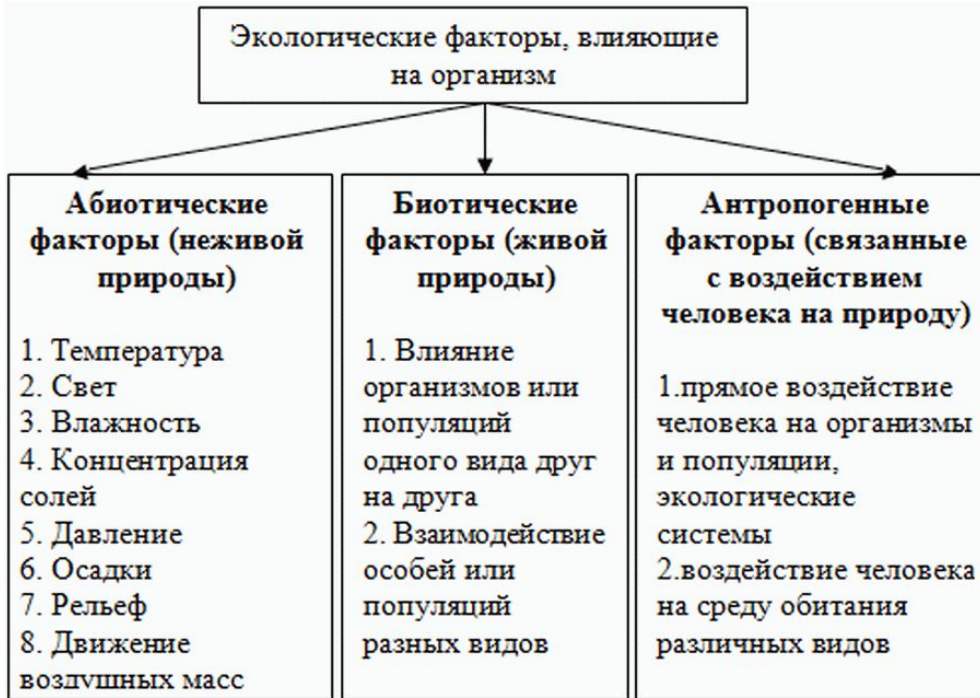 Экологические факторы, влияющие
на организм
Абиотические
факторы (неживой
природы)
1. Температура
2. Свет
3. Влажность
4. Концентрация
солей
5. Давление
6. Осадки
7. Рельеф
8. Движение
воздушных масс
Биотические
факторы (живой
природы)
1. Влияние
организмов или
популяций
одного вида друг
на друга
2. Взаимодействие
особей или
популяций
разных видов
Антропогенные
факторы (связанные
с воздействием
человека на природу)
1.прямое воздействие
человека на организмы
и популяции,
экологические
системы
2.воздействие человека
на среду обитания
различных видов